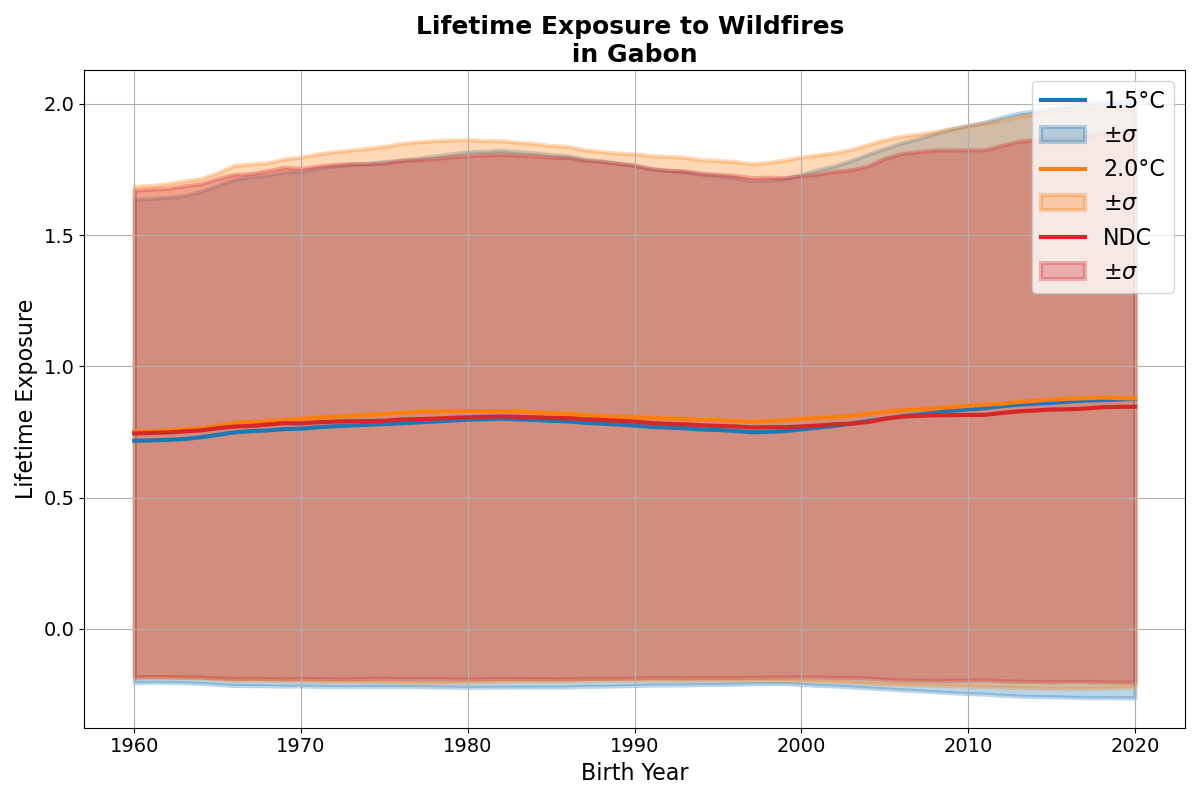 Lifetime Exposure to Wildfires
in Gabon
Lifetime Exposure
2.0
1.5
1.0
0.5
0.0
1960
1970
1980
1990
2000
2010
2020
Birth Year
1.5°C
±σ
2.0°C
±σ
NDC
±σ